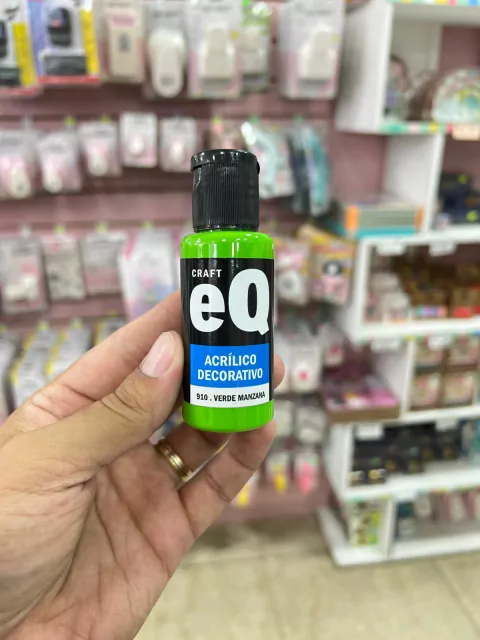 CRAFT
eQ
ACRÍLICO
DECORATIVO
910 . VERDE MANZANA